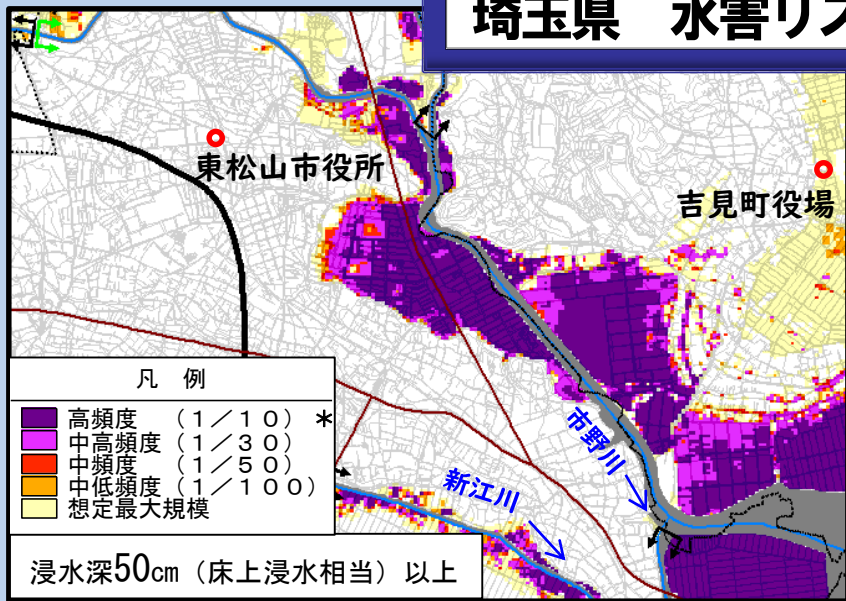 埼玉県 水害リス
東松山市役所
吉見町役場
市野川
新江川
凡 例
高頻度 （１／１０）＊
中高頻度（１／３０）
中頻度 （１／５０）
中低頻度（１／１００）
想定最大規模
浸水深50cm（床上浸水相当）以上